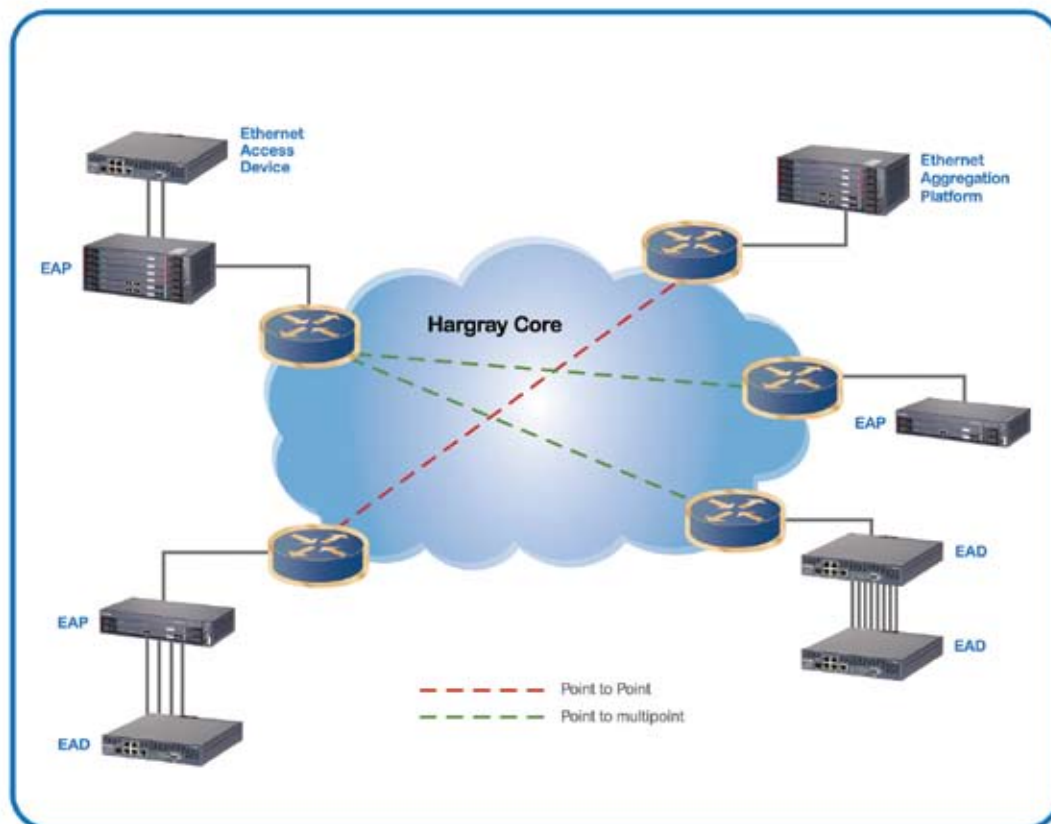 Ethernet
Access
Device
Ethernet
Aggregation
Platform
EAP
Hargray Core
EAP
EAD
EAP
EAD
EAD
Point to Point
Point to multipoint